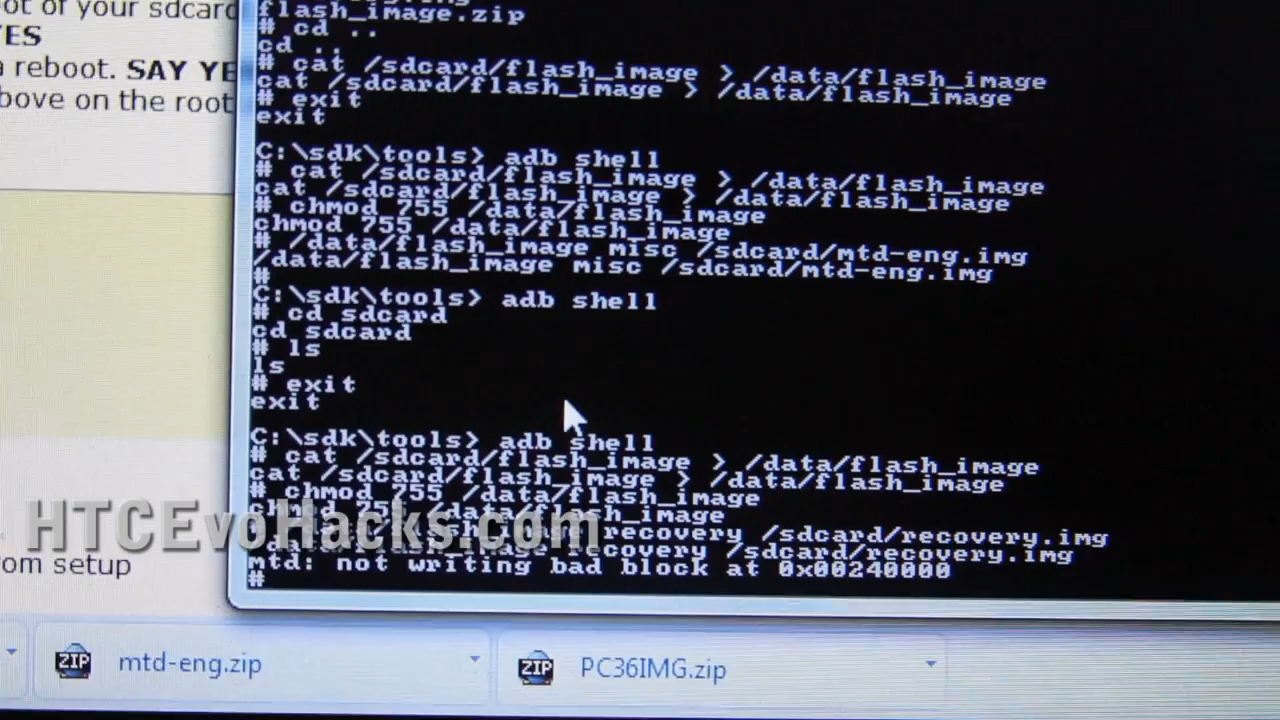 ot of your sdcard
YES
a reboot. SAY YE
bove on the root
om setup
flash_image.zip
# cd ..
cd ..
# cat /sdcard/flash_image > /data/flash_image
cat /sdcard/flash_image > /data/flash_image
# exit
exit
C:\sdk\tools> adb shell
# cat /sdcard/flash_image > /data/flash_image
cat /sdcard/flash_image > /data/flash_image
# chmod 755 /data/flash_image
chmod 755 /data/flash_image
# /data/flash_image misc /sdcard/mtd-eng.img
/data/flash_image misc /sdcard/mtd-eng.img
#
C:\sdk\tools> adb shell
# cd sdcard
cd sdcard
# ls
ls
# exit
exit
C:\sdk\tools> adb shell
# cat /sdcard/flash_image > /data/flash_image
cat /sdcard/flash_image > /data/flash_image
# chmod 755 /data/flash_image
chmod 755 /data/flash_image
# /data/flash_image recovery /sdcard/recovery.img
/data/flash_image recovery /sdcard/recovery.img
mtd: not writing bad block at 0x00240000
#
HTCEvoHacks.com
mtd-eng.zip
PC36IMG.zip